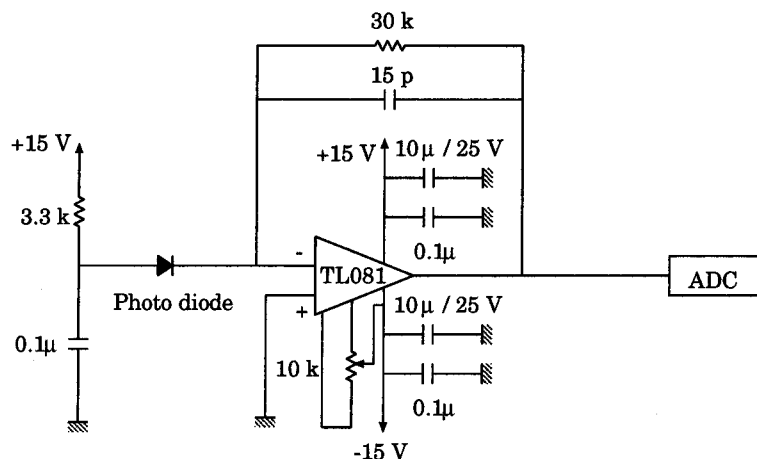 30 k
15 p
+15 V
+15 V
10µ / 25 V
3.3 k
0.1µ
-
TL081
ADC
Photo diode
+
10µ / 25 V
0.1µ
10 k
0.1µ
-15 V